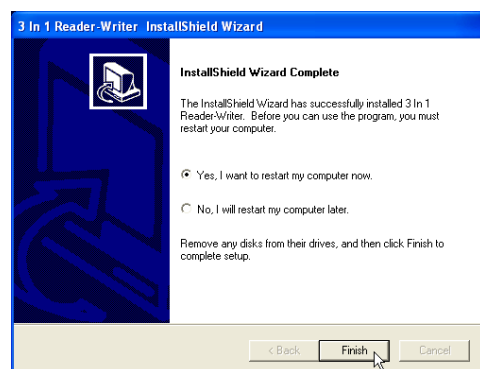 3 In 1 Reader-Writer InstallShield Wizard
InstallShield Wizard Complete
The InstallShield Wizard has successfully installed 3 In 1
Reader-Writer. Before you can use the program, you must
restart your computer.
Yes, I want to restart my computer now.
No, I will restart my computer later.
Remove any disks from their drives, and then click Finish to
complete setup.
< Back Finish Cancel